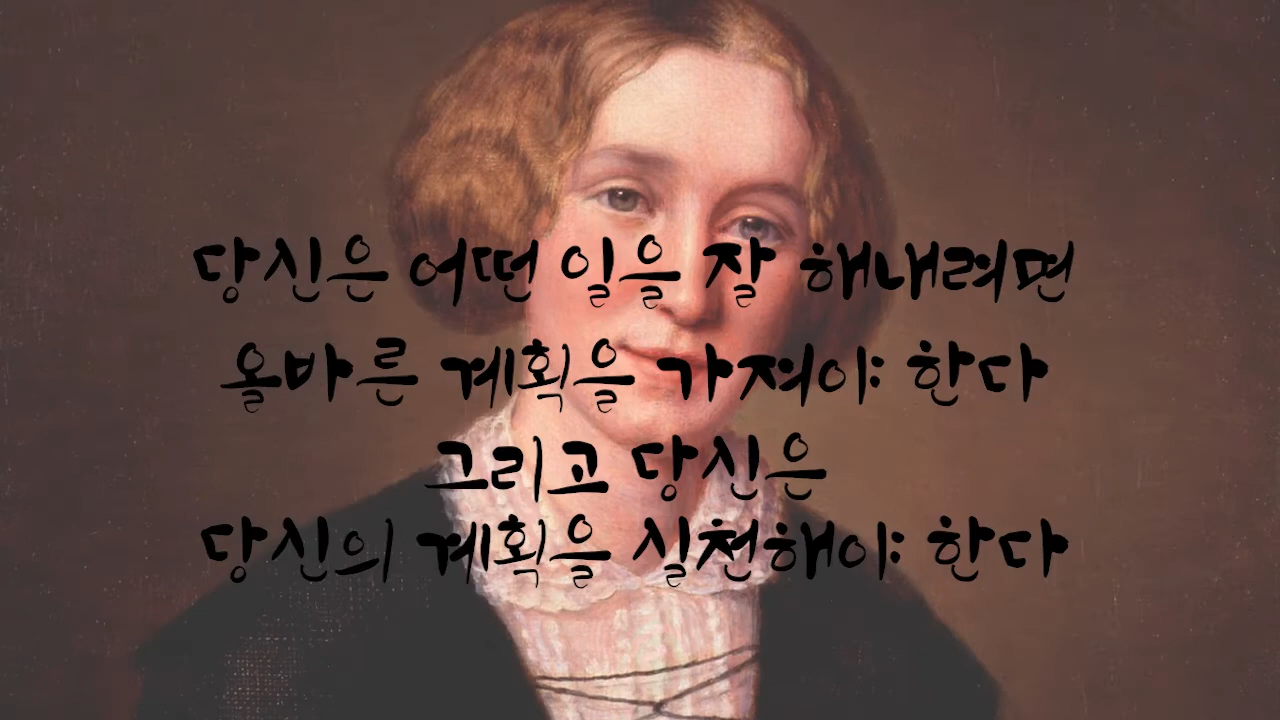 당신은 어떤 일을 잘 해내려면
올바른 계획을 가져야 한다
그리고 당신은
당신의 계획을 실천해야 한다